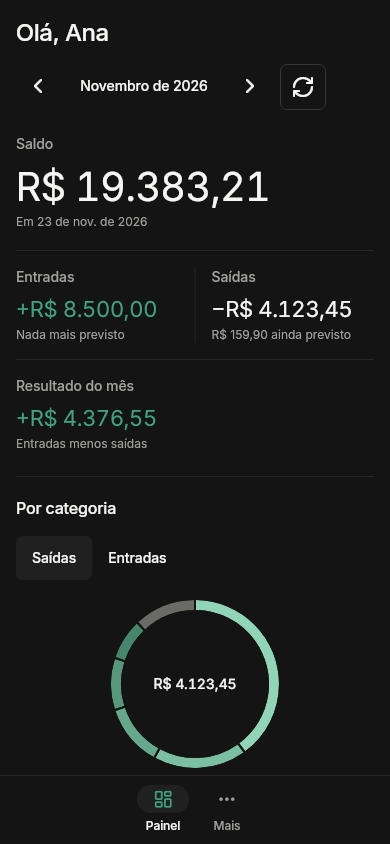 Olá, Ana
Novembro de 2026
Saldo
R$ 19.383,21
Em 23 de nov. de 2026
Entradas
+R$ 8.500,00
Nada mais previsto
Saídas
−R$ 4.123,45
R$ 159,90 ainda previsto
Resultado do mês
+R$ 4.376,55
Entradas menos saídas
Por categoria
Saídas
Entradas
R$ 4.123,45
Painel
Mais